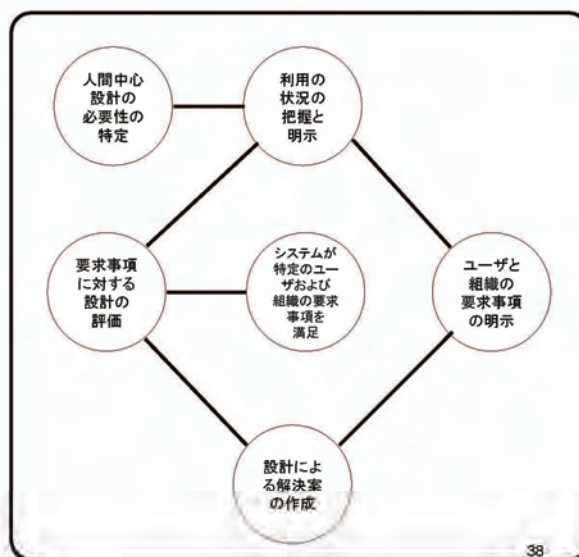 人間中心
設計の
必要性の
特定
利用の
状況の
把握と
明示
要求事項
に対する
設計の
評価
システムが
特定のユー
ザおよび
組織の要求
事項を
満足
ユーザと
組織の
要求事項
の明示
設計によ
る解決案
の作成
38